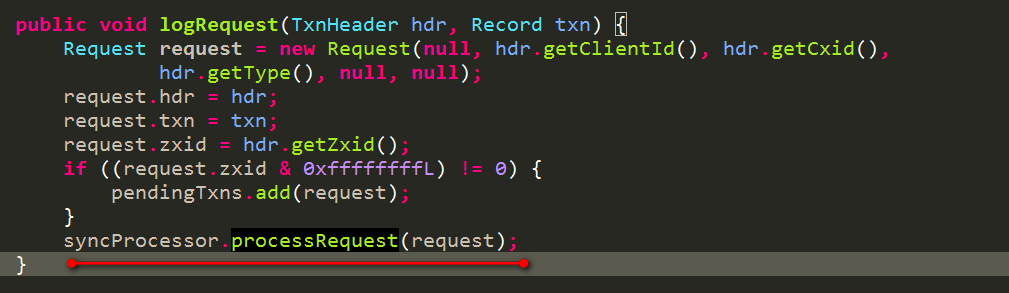 public void logRequest(TxnHeader hdr, Record txn) {
    Request request = new Request(null, hdr.getClientId(), hdr.getCxid(),
            hdr.getType(), null, null);
    request.hdr = hdr;
    request.txn = txn;
    request.zxid = hdr.getZxid();
    if ((request.zxid & 0xffffffffL) != 0) {
        pendingTxns.add(request);
    }
    syncProcessor.processRequest(request);
}